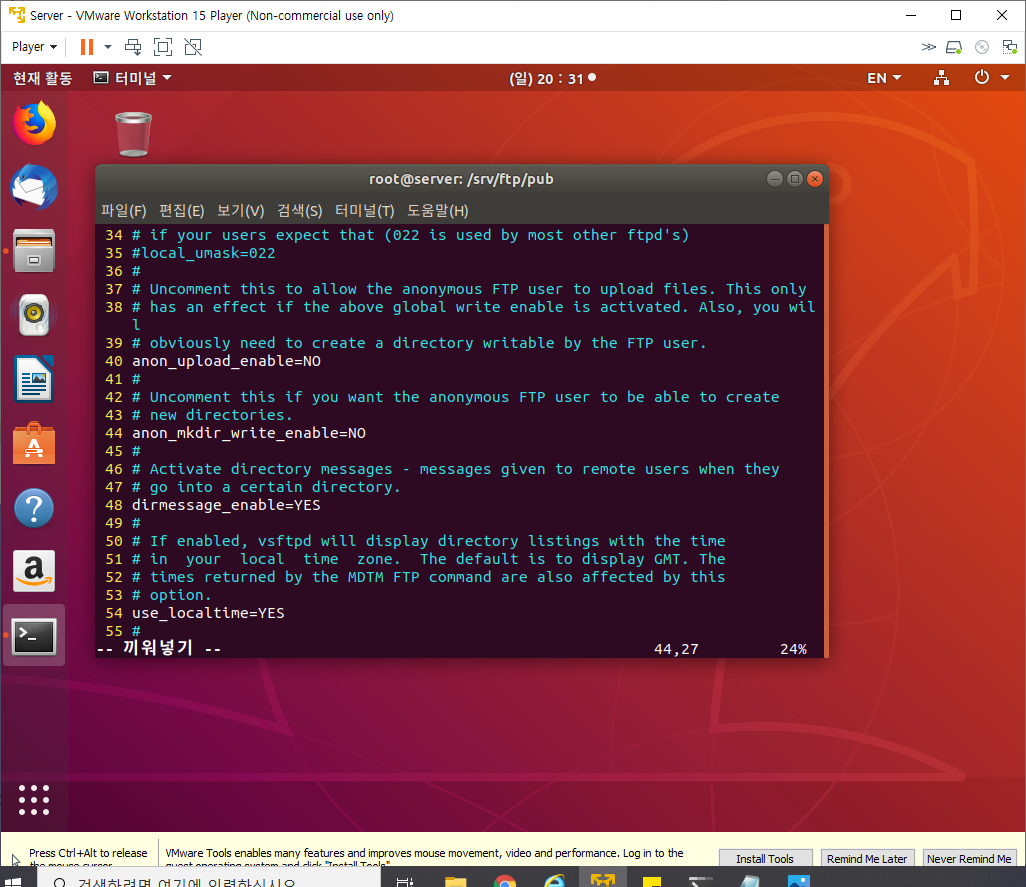 Server - VMware Workstation 15 Player (Non-commercial use only)
Player
현재 활동 터미널 (일) 20 : 31 EN
root@server: /srv/ftp/pub
파일(F) 편집(E) 보기(V) 검색(S) 터미널(T) 도움말(H)
34 # if your users expect that (022 is used by most other ftpd's)
35 #local_umask=022
36 #
37 # Uncomment this to allow the anonymous FTP user to upload files. This only
38 # has an effect if the above global write enable is activated. Also, you wil
l
39 # obviously need to create a directory writable by the FTP user.
40 anon_upload_enable=NO
41 #
42 # Uncomment this if you want the anonymous FTP user to be able to create
43 # new directories.
44 anon_mkdir_write_enable=NO
45 #
46 # Activate directory messages - messages given to remote users when they
47 # go into a certain directory.
48 dirmessage_enable=YES
49 #
50 # If enabled, vsftpd will display directory listings with the time
51 # in  your  local  time  zone.  The default is to display GMT. The
52 # times returned by the MDTM FTP command are also affected by this
53 # option.
54 use_localtime=YES
55 #
-- 끼워넣기 -- 44,27 24%
Press Ctrl+Alt to release
the mouse cursor.
VMware Tools enables many features and improves mouse movement, video and performance. Log in to the
guest operating system and click "Install Tools".
Install Tools Remind Me Later Never Remind Me
검색하려면 여기에 입력하십시오.